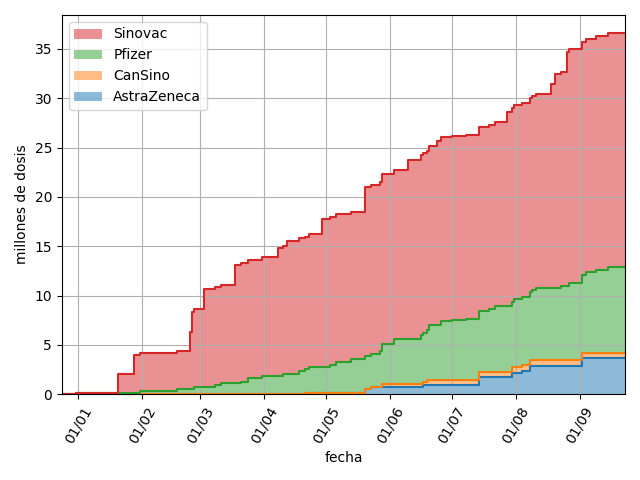 Sinovac
Pfizer
CanSino
AstraZeneca
millones de dosis
35
30
25
20
15
10
5
0
01/01
01/02
01/03
01/04
01/05
01/06
01/07
01/08
01/09
fecha